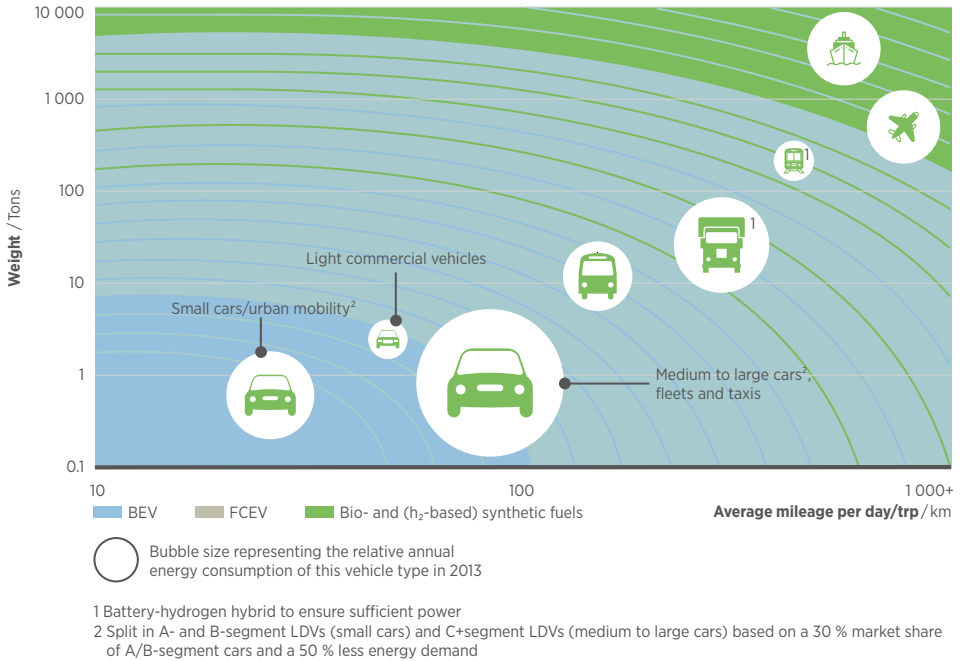 10 000
1 000
100
10
1
0.1
Weight / Tons
Light commercial vehicles
Small cars/urban mobility²
1
1
Medium to large cars²,
fleets and taxis
10
100
1 000+
BEV
FCEV
Bio- and (h₂-based) synthetic fuels
Average mileage per day/trp / km
Bubble size representing the relative annual
energy consumption of this vehicle type in 2013
1 Battery-hydrogen hybrid to ensure sufficient power
2 Split in A- and B-segment LDVs (small cars) and C+segment LDVs (medium to large cars) based on a 30 % market share
of A/B-segment cars and a 50 % less energy demand